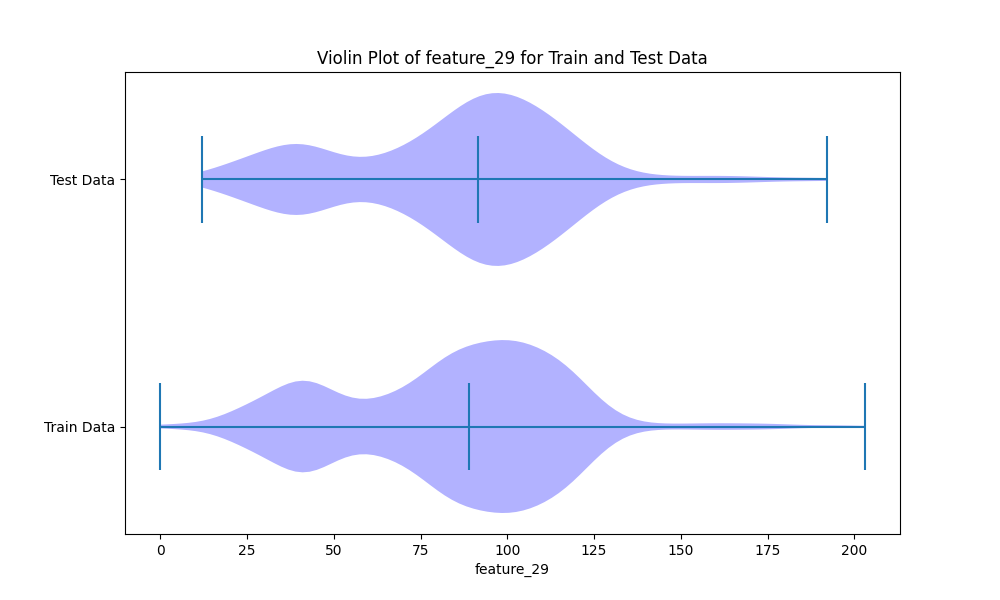 Violin Plot of feature_29 for Train and Test Data
Test Data
Train Data
0 25 50 75 100 125 150 175 200
feature_29